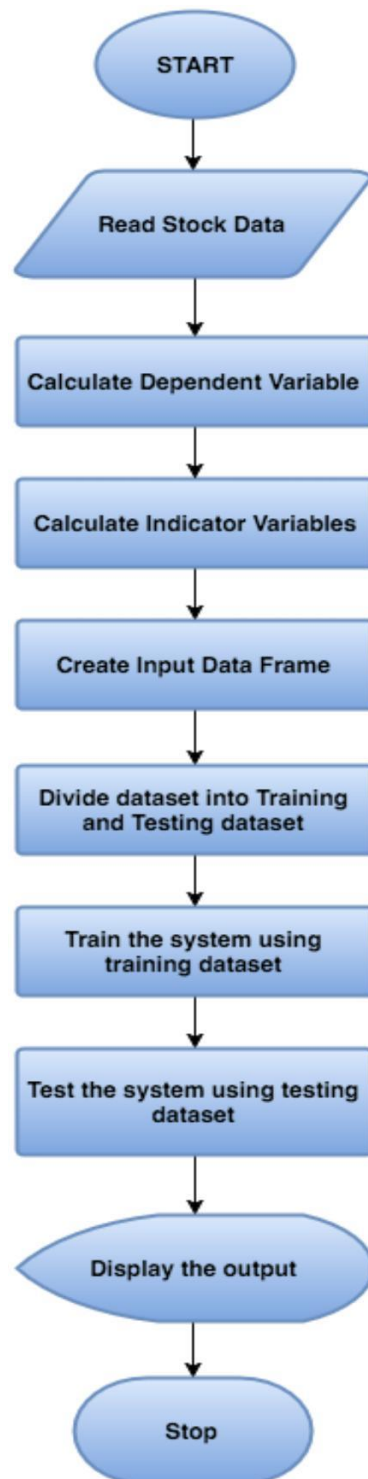 START
Read Stock Data
Calculate Dependent Variable
Calculate Indicator Variables
Create Input Data Frame
Divide dataset into Training
and Testing dataset
Train the system using
training dataset
Test the system using testing
dataset
Display the output
Stop